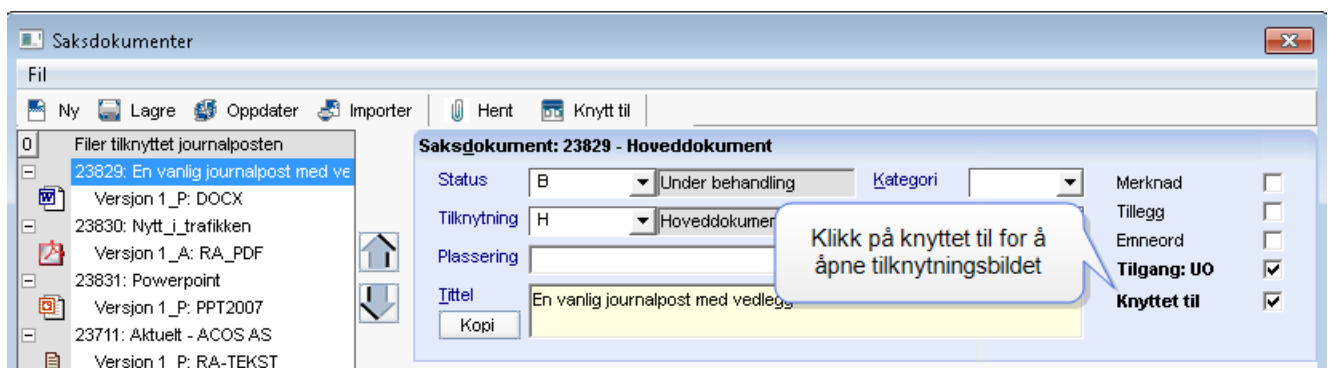 Saksdokumenter
Fil
Ny Lagre Oppdater Importer Hent Knytt til
0 Filer tilknyttet journalposten
23829: En vanlig journalpost med ve
Versjon 1_P: DOCX
23830: Nytt_i_trafikken
Versjon 1_A: RA_PDF
23831: Powerpoint
Versjon 1_P: PPT2007
23711: Aktuelt - ACOS AS
Versjon 1_P: RA-TEKST
Saksdokument: 23829 - Hoveddokument
Status B Under behandling Kategori
Tilknytning H Hoveddokumen
Plassering
Tittel En vanlig journalpost med vedlegg
Kopi
Merknad
Tillegg
Emneord
Tilgang: UO
Knyttet til
Klikk på knyttet til for å
åpne tilknytningsbildet